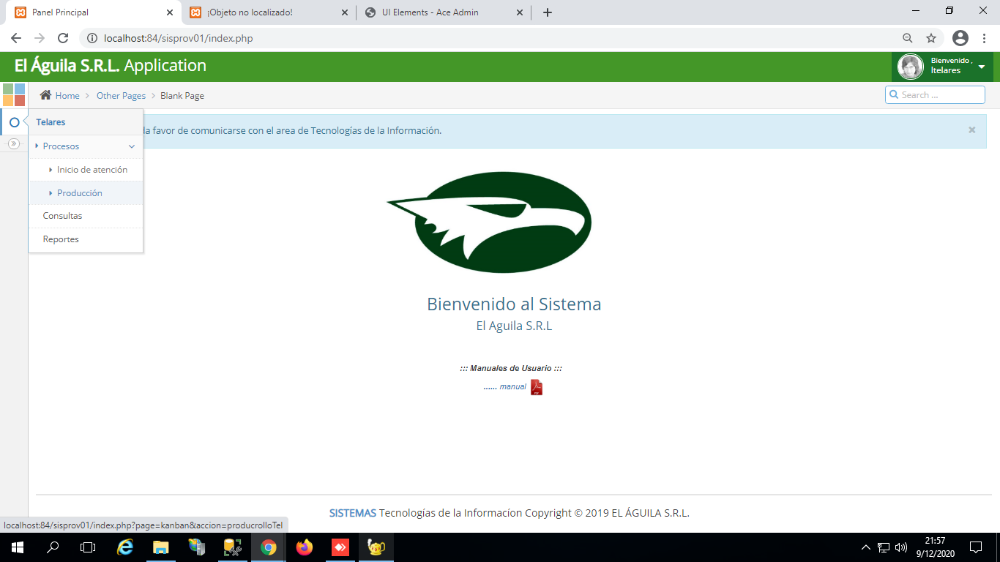 Panel Principal
¡Objeto no localizado!
UI Elements - Ace Admin
localhost:84/sisprov01/index.php
El Águila S.R.L. Application
Bienvenido ,
ltelares
Home
Other Pages
Blank Page
Search ...
Telares
la favor de comunicarse con el area de Tecnologías de la Información.
Procesos
Inicio de atención
Producción
Consultas
Reportes
Bienvenido al Sistema
El Aguila S.R.L
::: Manuales de Usuario :::
...... manual
PDF
SISTEMAS Tecnologías de la Informacíon Copyright © 2019 EL ÁGUILA S.R.L.
localhost:84/sisprov01/index.php?page=kanban&accion=producrolloTel
21:57
9/12/2020